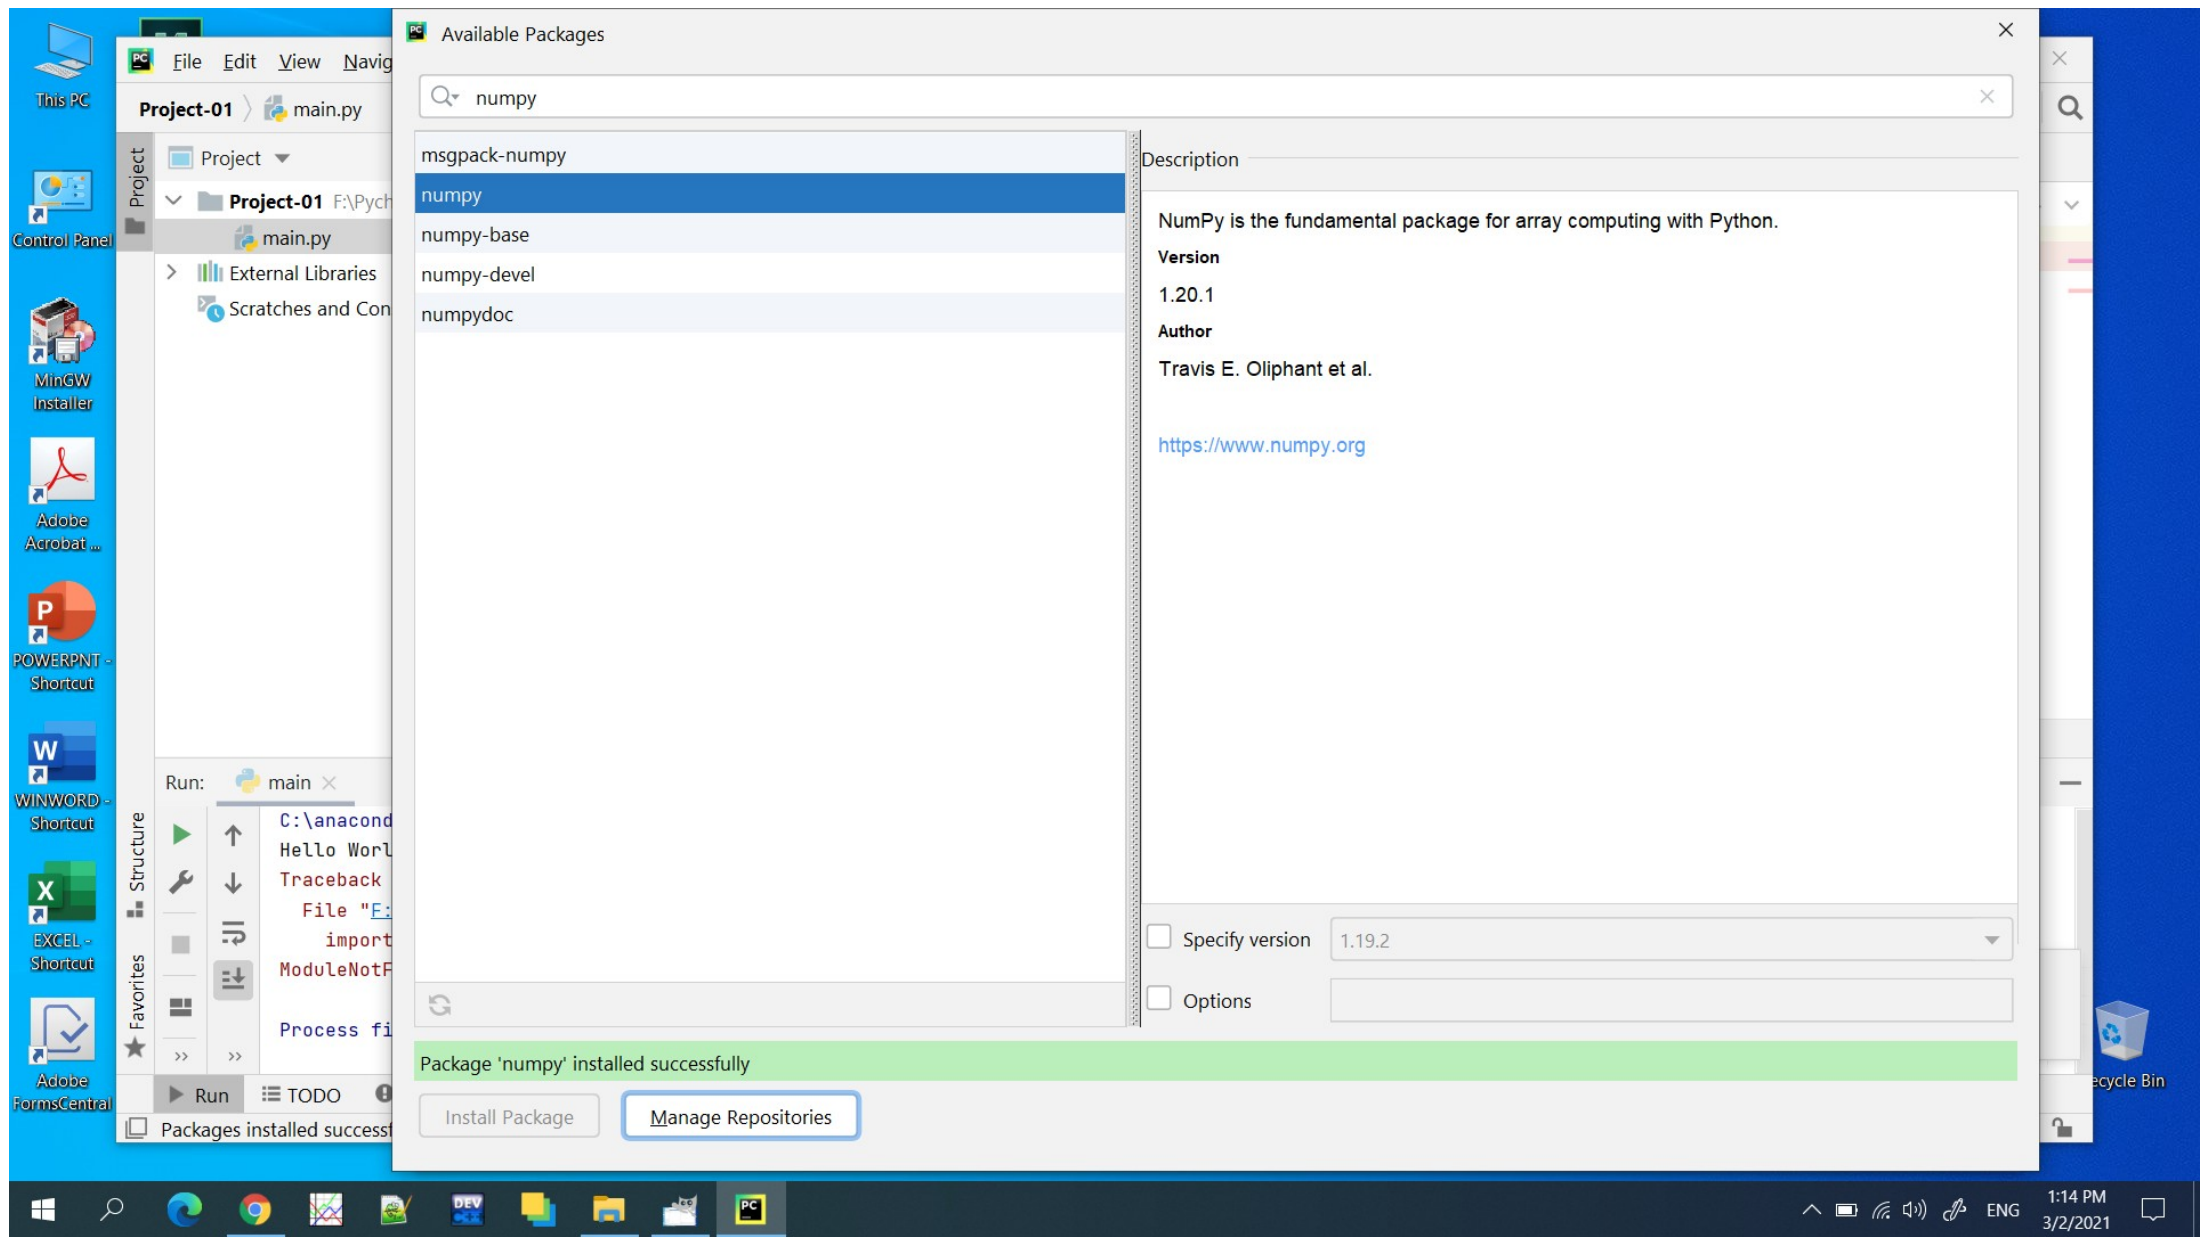 This PC
Control Panel
MinGW
Installer
Adobe
Acrobat ...
POWERPNT -
Shortcut
WINWORD -
Shortcut
EXCEL -
Shortcut
Adobe
FormsCentral
PC
File Edit View Navig
Project-01 main.py
Project
Project
Project-01 F:\Pych
main.py
External Libraries
Scratches and Con
Run: main
Structure
Favorites
C:\anacond
Hello Worl
Traceback
File "F:
import
ModuleNotF
Process fi
Run TODO
Packages installed successf
Available Packages
numpy
msgpack-numpy
numpy
numpy-base
numpy-devel
numpydoc
Description
NumPy is the fundamental package for array computing with Python.
Version
1.20.1
Author
Travis E. Oliphant et al.
https://www.numpy.org
Specify version 1.19.2
Options
Package 'numpy' installed successfully
Install Package Manage Repositories
ecycle Bin
DEV
PC
ENG
1:14 PM
3/2/2021